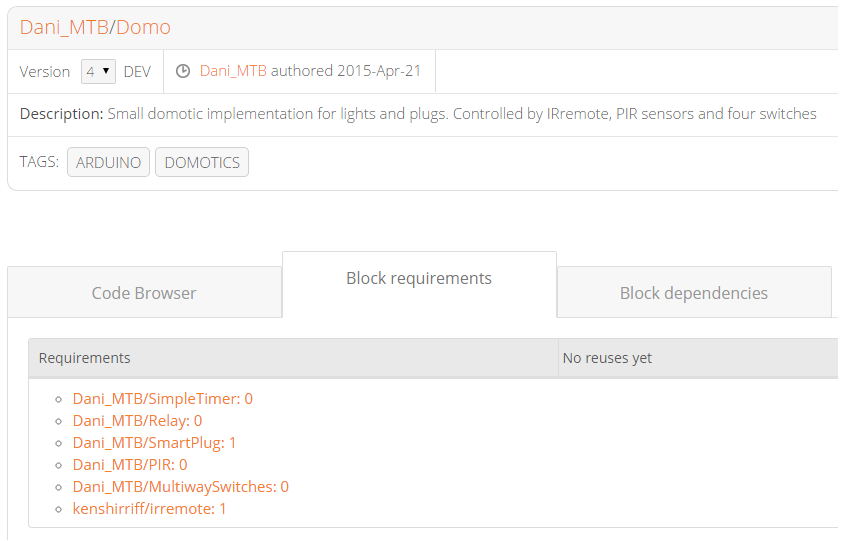 Dani_MTB/Domo
Version 4 DEV Dani_MTB authored 2015-Apr-21
Description: Small domotic implementation for lights and plugs. Controlled by IRremote, PIR sensors and four switches
TAGS: ARDUINO DOMOTICS
Code Browser Block requirements Block dependencies
Requirements No reuses yet
Dani_MTB/SimpleTimer: 0
Dani_MTB/Relay: 0
Dani_MTB/SmartPlug: 1
Dani_MTB/PIR: 0
Dani_MTB/MultiwaySwitches: 0
kenshirriff/irremote: 1